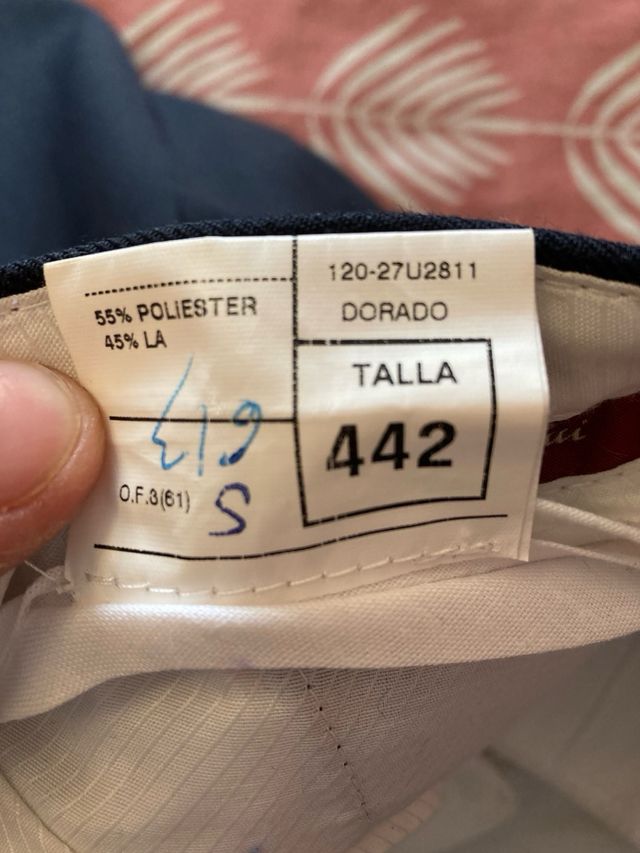 55% POLIESTER
45% LA
O.F.3(61)
120-27U2811
DORADO
TALLA
442